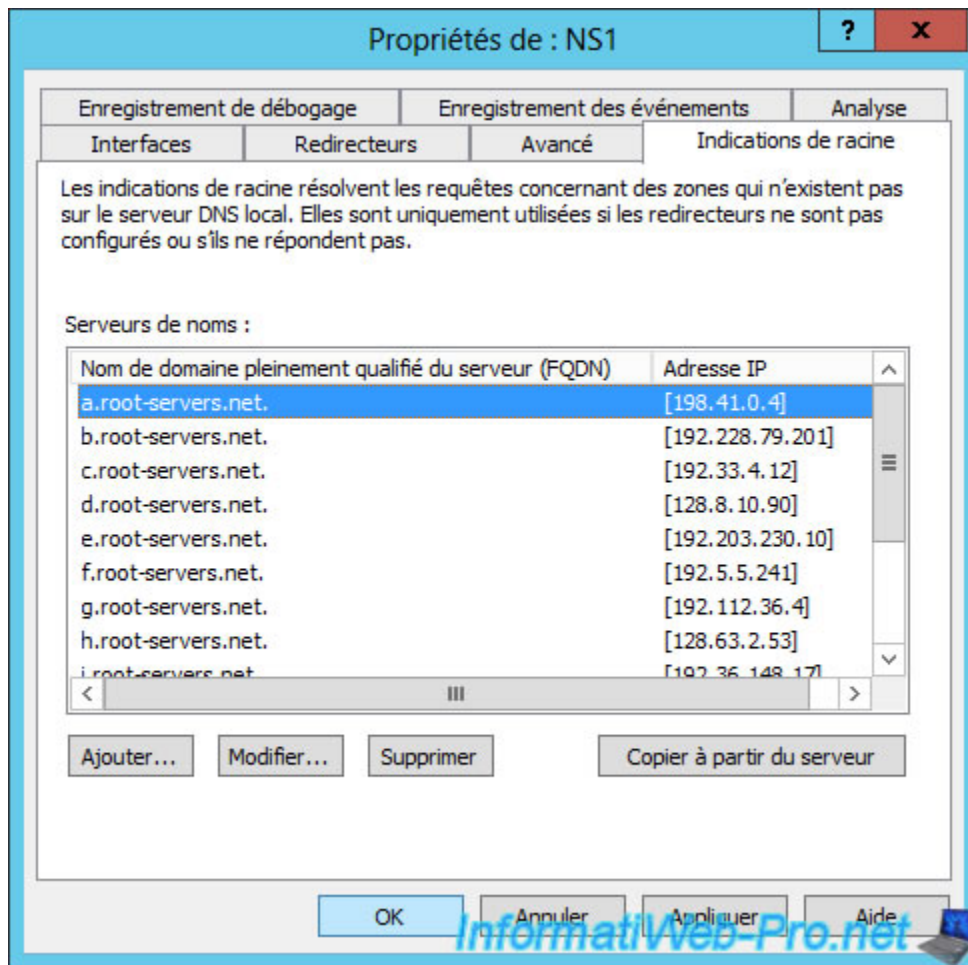 Propriétés de : NS1
?
x
Enregistrement de débogage
Enregistrement des événements
Analyse
Interfaces
Redirecteurs
Avancé
Indications de racine
Les indications de racine résolvent les requêtes concernant des zones qui n'existent pas
sur le serveur DNS local. Elles sont uniquement utilisées si les redirecteurs ne sont pas
configurés ou s'ils ne répondent pas.
Serveurs de noms :
Nom de domaine pleinement qualifié du serveur (FQDN) Adresse IP
a.root-servers.net. [198.41.0.4]
b.root-servers.net. [192.228.79.201]
c.root-servers.net. [192.33.4.12]
d.root-servers.net. [128.8.10.90]
e.root-servers.net. [192.203.230.10]
f.root-servers.net. [192.5.5.241]
g.root-servers.net. [192.112.36.4]
h.root-servers.net. [128.63.2.53]
i.root-servers.net. [192.36.148.17]
Ajouter...
Modifier...
Supprimer
Copier à partir du serveur
OK
Annuler
Appliquer
Aide
InformatiWeb-Pro.net